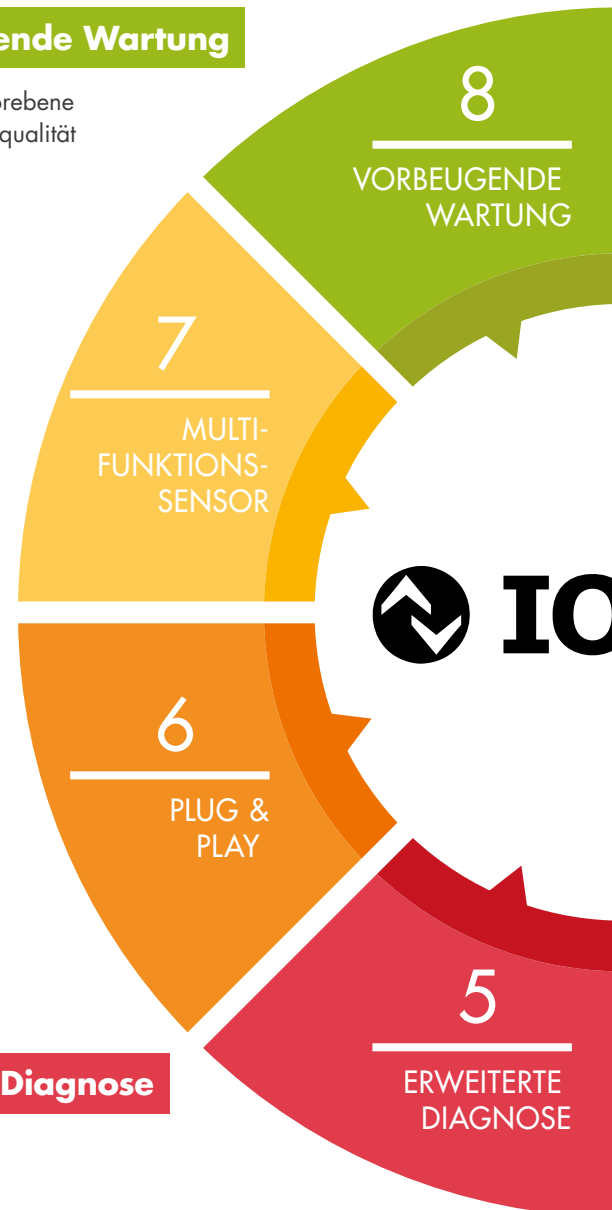 ende Wartung
rebene
qualität
8
VORBEUGENDE
WARTUNG
7
MULTI-
FUNKTIONS-
SENSOR
IO
6
PLUG &
PLAY
5
ERWEITERTE
DIAGNOSE
Diagnose